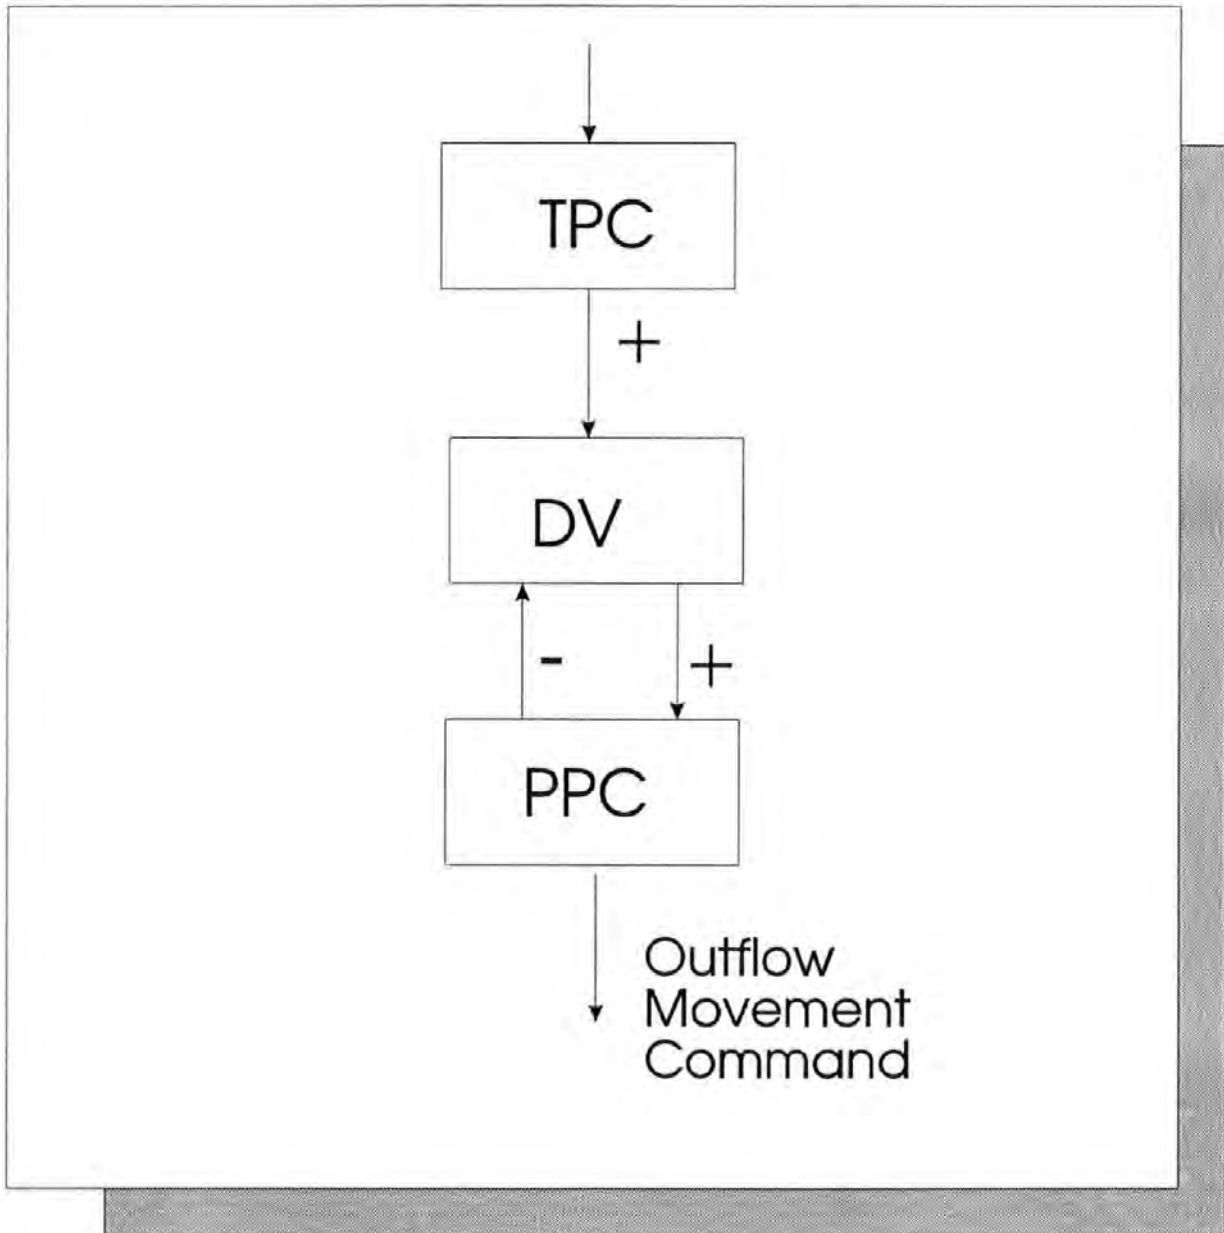 TPC
+
DV
-
+
PPC
Outflow
Movement
Command